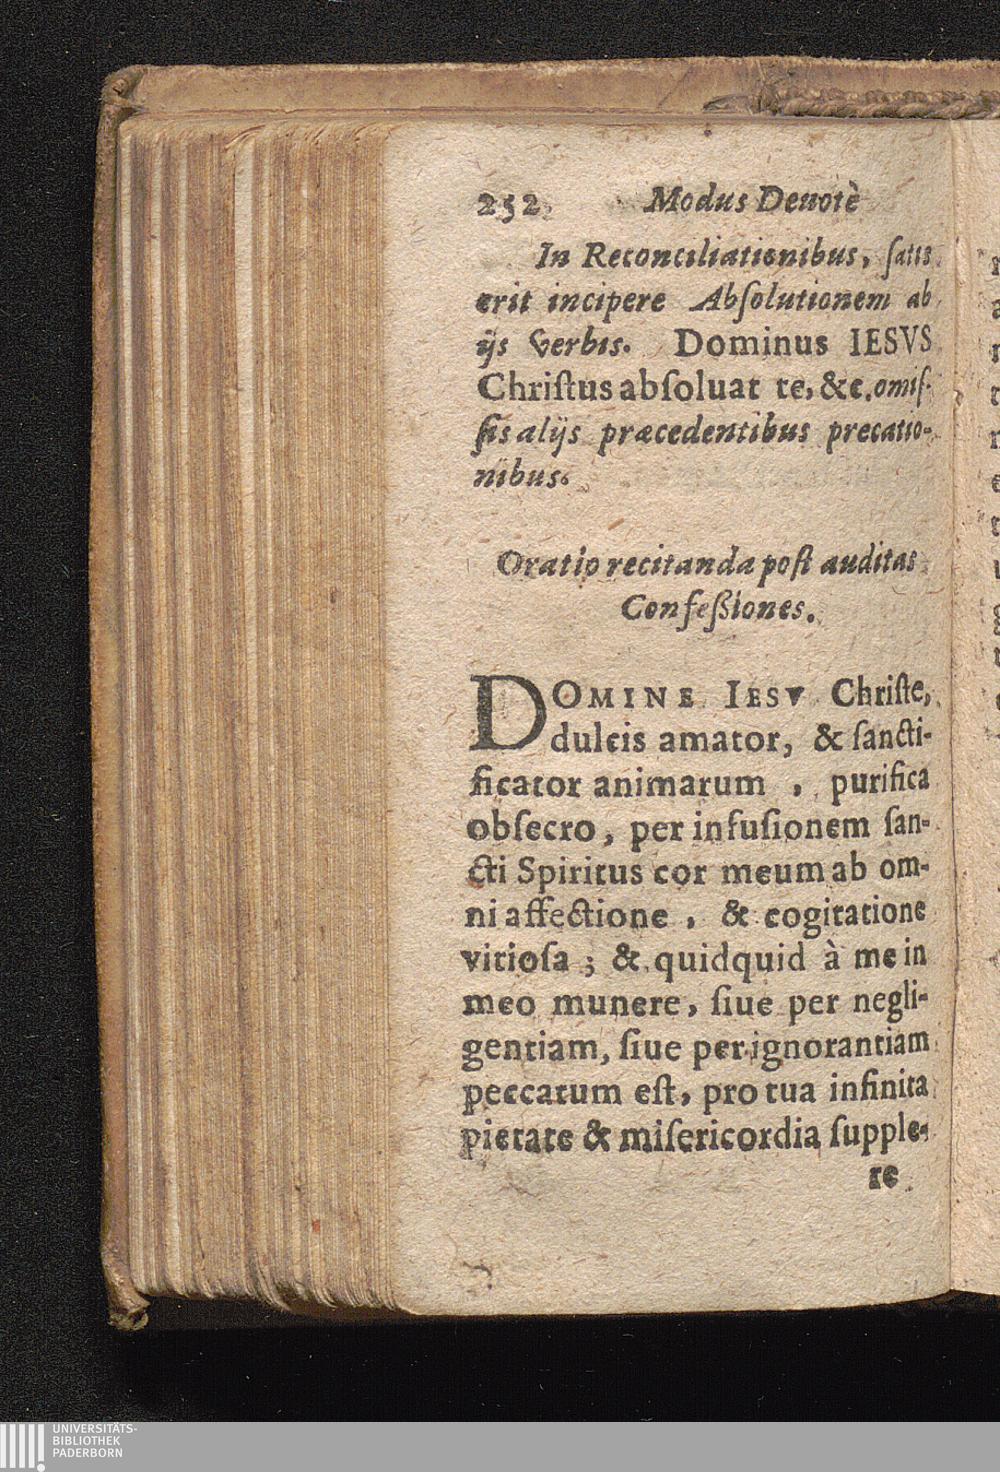 252 Modus Deuotè
In Reconciliationibus, ſatis
erit incipere Abſolutionem ab
ijs verbis. Dominus IESVS
Chriſtus abſoluat te, &c. omiſ-
ſis alijs præcedentibus precatio-
nibus.
Oratio recitanda poſt auditas
Confeßiones.
DOMINE IESV Chriſte,
dulcis amator, & ſancti-
ficator animarum, purifica
obſecro, per infuſionem ſan-
cti Spiritus cor meum ab om-
ni affectione, & cogitatione
vitioſa; & quidquid à me in
meo munere, ſiue per negli-
gentiam, ſiue per ignorantiam
peccatum eſt, pro tua infinita
pietate & miſericordia ſupple-
re
UNIVERSITÄTS-
BIBLIOTHEK
PADERBORN